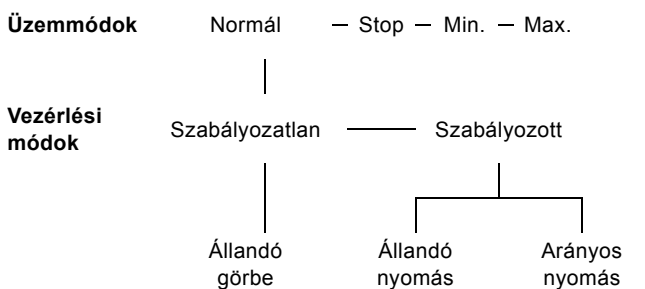 Üzemmódok Normál Stop Min. Max.
Vezérlési
módok
Szabályozatlan Szabályozott
Állandó Állandó Arányos
görbe nyomás nyomás